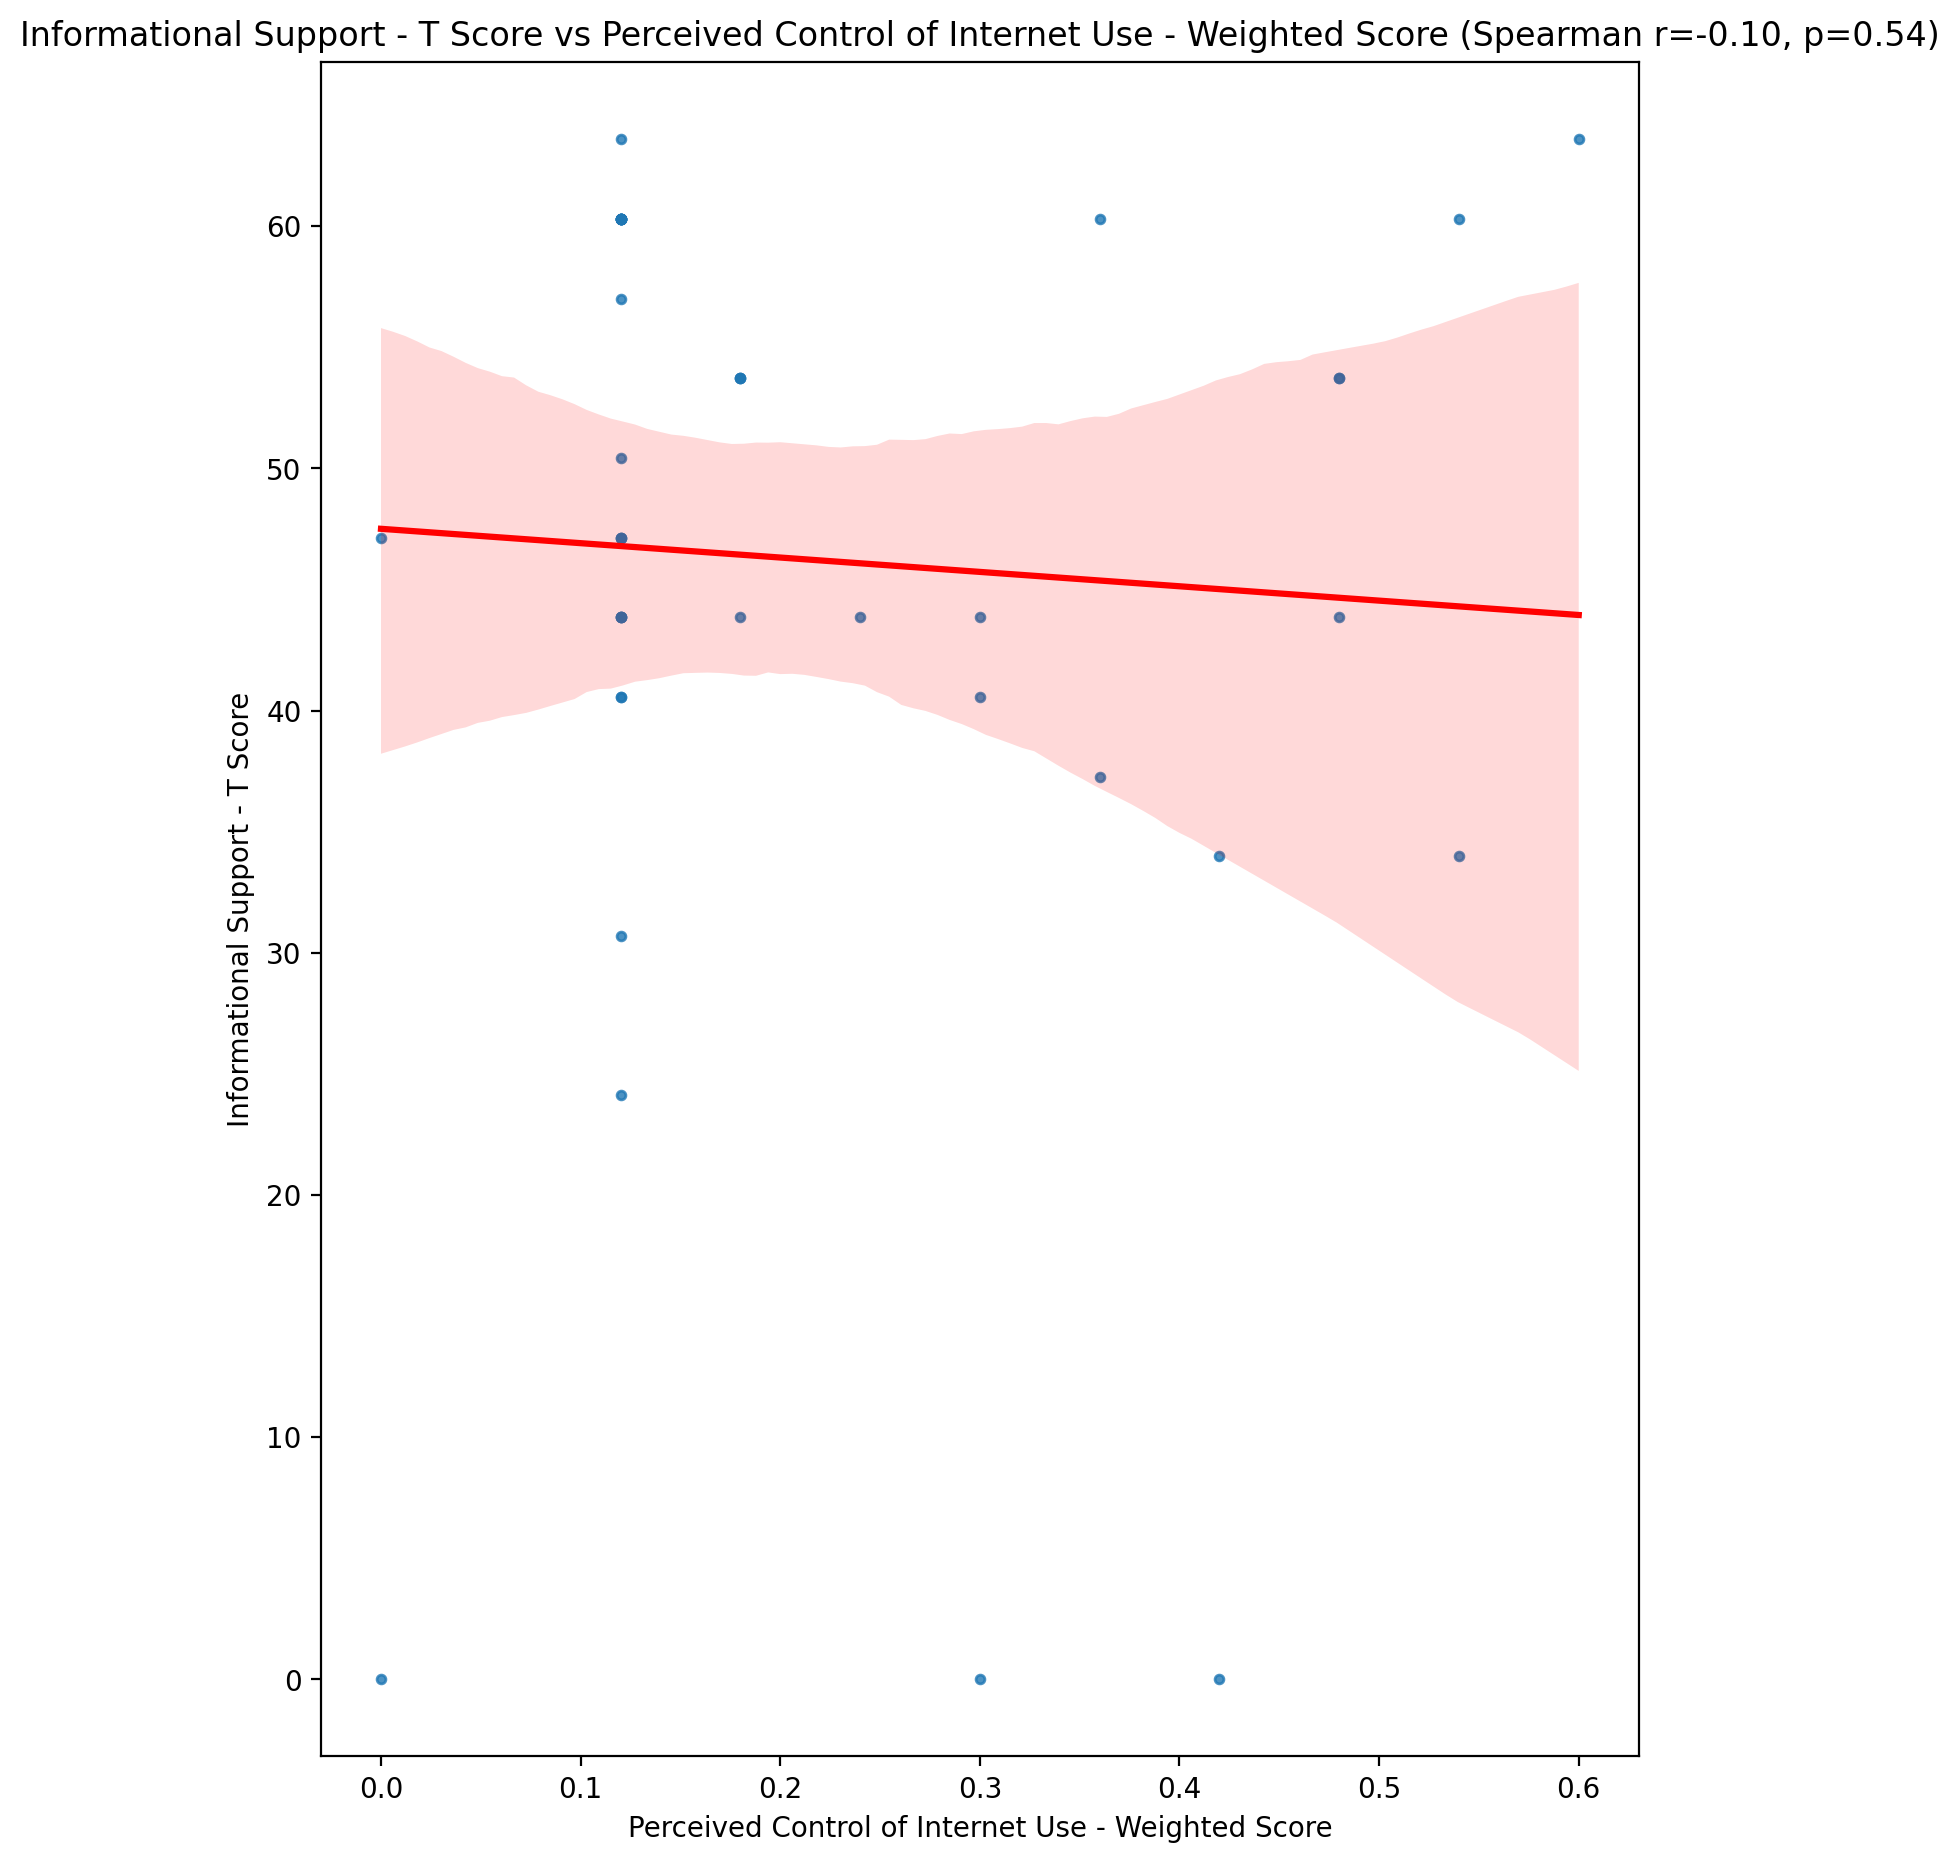 Informational Support - T Score vs Perceived Control of Internet Use - Weighted Score (Spearman r=-0.10, p=0.54)
60
50
40
30
20
10
0
Informational Support - T Score
0.0 0.1 0.2 0.3 0.4 0.5 0.6
Perceived Control of Internet Use - Weighted Score